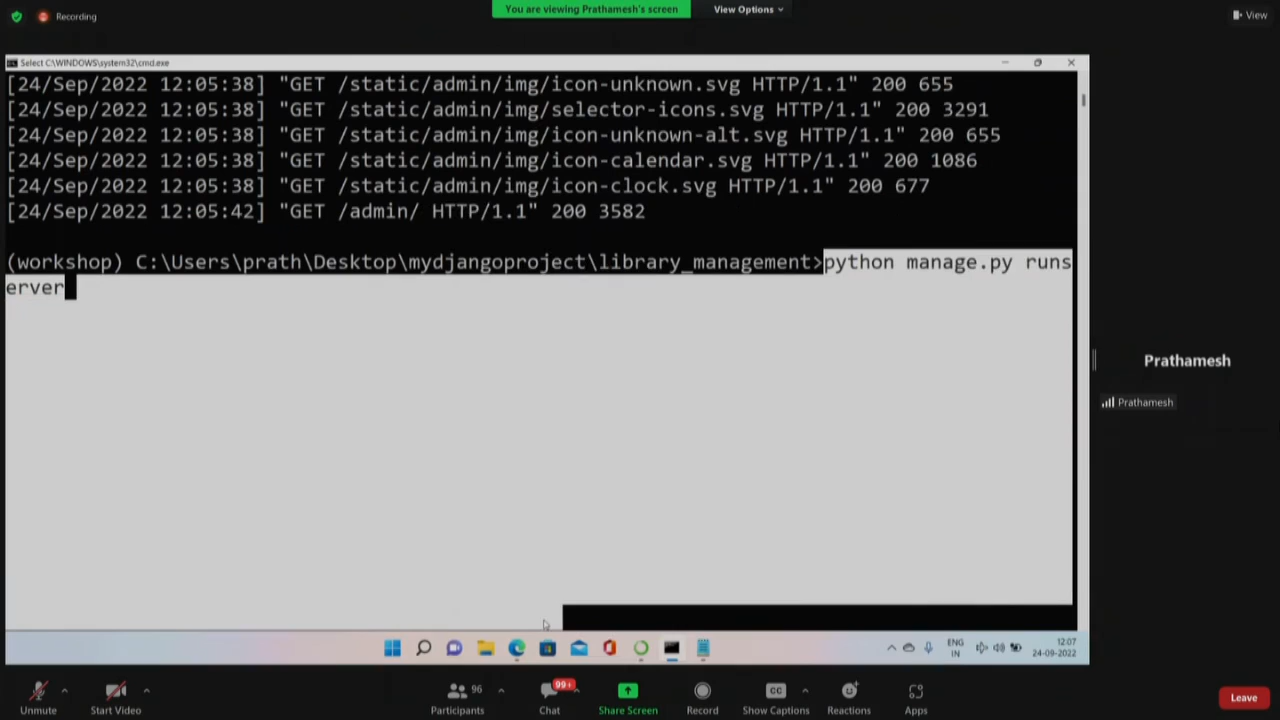 Recording
You are viewing Prathamesh's screen
View Options
View
Select C:\WINDOWS\system32\cmd.exe
[24/Sep/2022 12:05:38] "GET /static/admin/img/icon-unknown.svg HTTP/1.1" 200 655
[24/Sep/2022 12:05:38] "GET /static/admin/img/selector-icons.svg HTTP/1.1" 200 3291
[24/Sep/2022 12:05:38] "GET /static/admin/img/icon-unknown-alt.svg HTTP/1.1" 200 655
[24/Sep/2022 12:05:38] "GET /static/admin/img/icon-calendar.svg HTTP/1.1" 200 1086
[24/Sep/2022 12:05:38] "GET /static/admin/img/icon-clock.svg HTTP/1.1" 200 677
[24/Sep/2022 12:05:42] "GET /admin/ HTTP/1.1" 200 3582
(workshop) C:\Users\prath\Desktop\mydjangoproject\library_management>python manage.py runs
erver
Prathamesh
Prathamesh
ENG
IN
12:07
24-09-2022
Unmute
Start Video
96
Participants
99+
Chat
Share Screen
Record
CC
Show Captions
Reactions
Apps
Leave